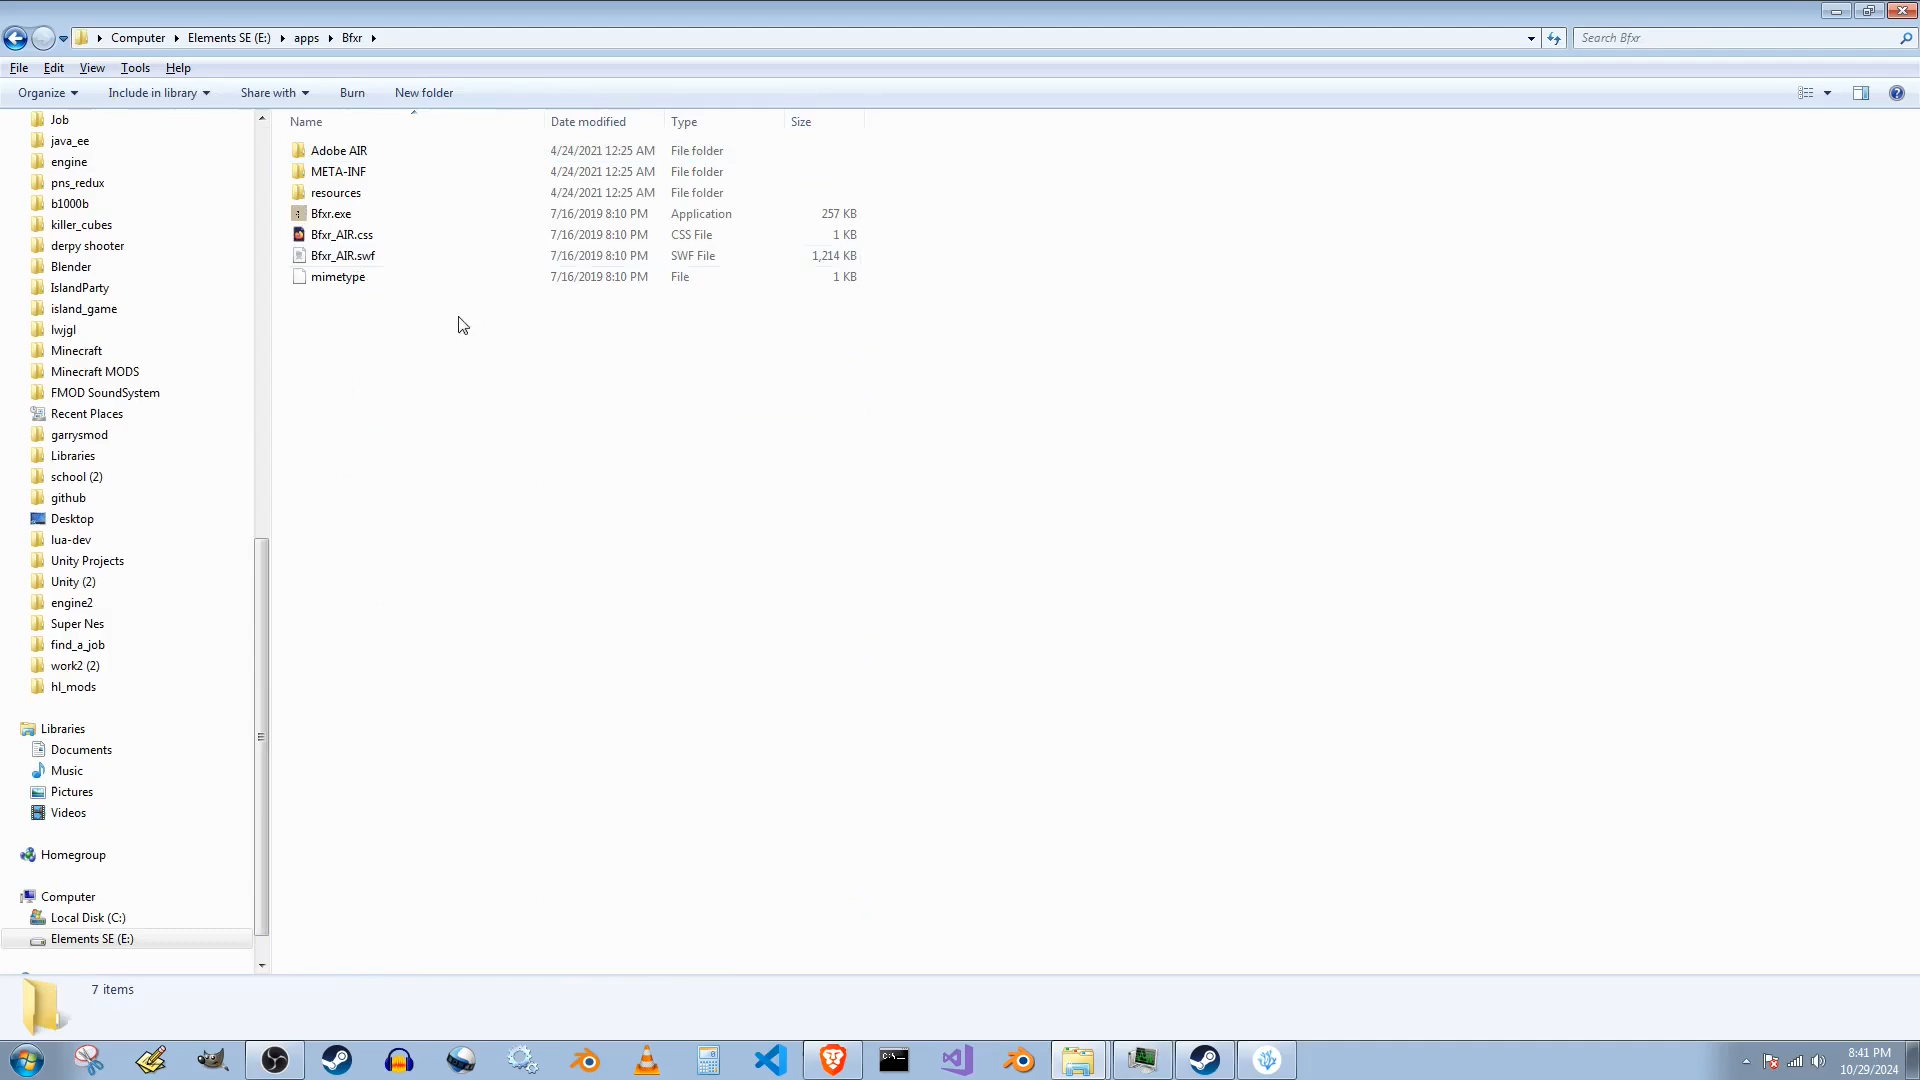 Computer Elements SE (E:) apps Bfxr
Search Bfxr
File Edit View Tools Help
Organize Include in library Share with Burn New folder
Name Date modified Type Size
Adobe AIR 4/24/2021 12:25 AM File folder
META-INF 4/24/2021 12:25 AM File folder
resources 4/24/2021 12:25 AM File folder
Bfxr.exe 7/16/2019 8:10 PM Application 257 KB
Bfxr_AIR.css 7/16/2019 8:10 PM CSS File 1 KB
Bfxr_AIR.swf 7/16/2019 8:10 PM SWF File 1,214 KB
mimetype 7/16/2019 8:10 PM File 1 KB
Job
java_ee
engine
pns_redux
b1000b
killer_cubes
derpy shooter
Blender
IslandParty
island_game
lwjgl
Minecraft
Minecraft MODS
FMOD SoundSystem
Recent Places
garrysmod
Libraries
school (2)
github
Desktop
lua-dev
Unity Projects
Unity (2)
engine2
Super Nes
find_a_job
work2 (2)
hl_mods
Libraries
Documents
Music
Pictures
Videos
Homegroup
Computer
Local Disk (C:)
Elements SE (E:)
7 items
C:\_
8:41 PM
10/29/2024